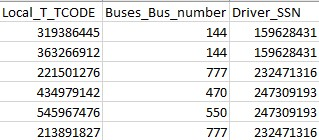 Local_T_TCODE Buses_Bus_number Driver_SSN
319386445 144 159628431
363266912 144 159628431
221501276 777 232471316
434979142 470 247309193
545967476 550 247309193
213891827 777 232471316